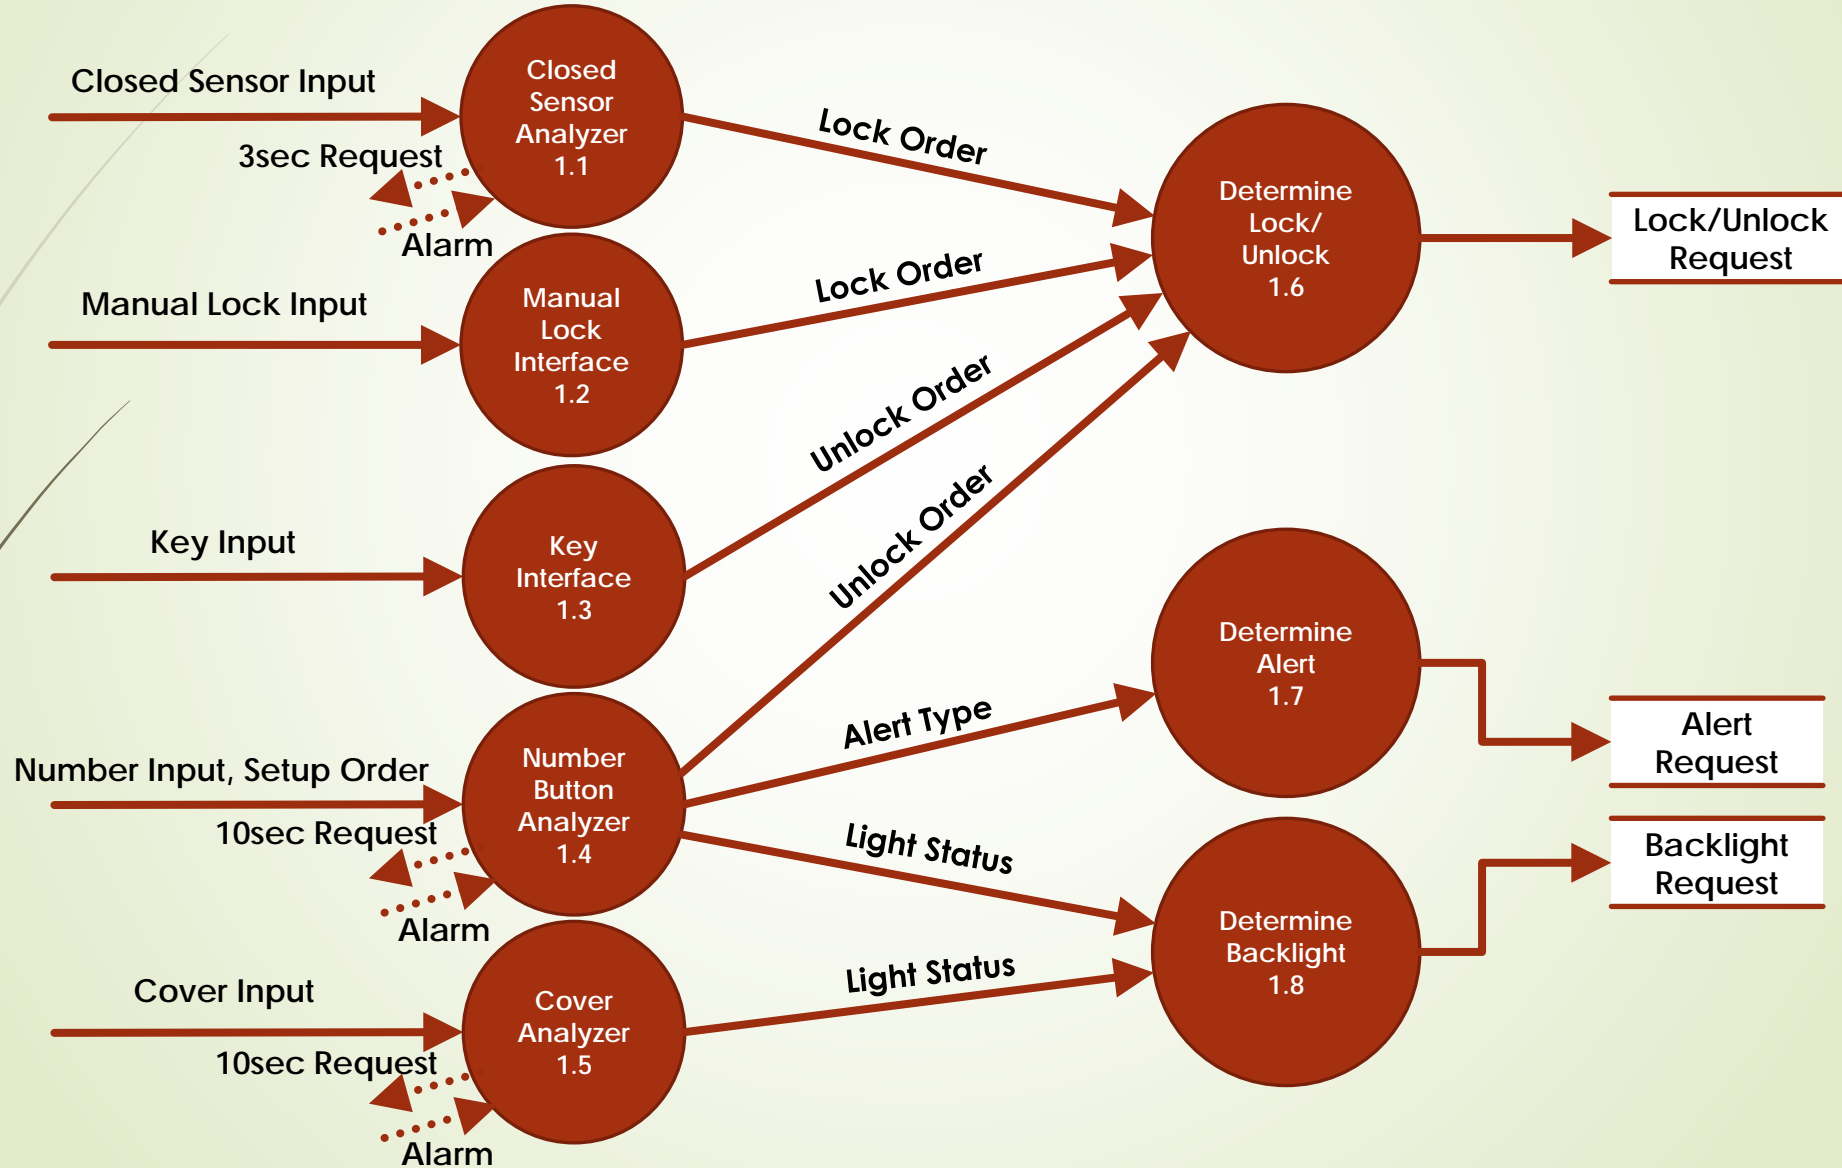 Closed Sensor Input
3sec Request
Alarm
Closed
Sensor
Analyzer
1.1
Lock Order
Manual Lock Input
Manual
Lock
Interface
1.2
Lock Order
Determine
Lock/
Unlock
1.6
Lock/Unlock
Request
Key Input
Key
Interface
1.3
Unlock Order
Unlock Order
Number Input, Setup Order
10sec Request
Alarm
Number
Button
Analyzer
1.4
Alert Type
Light Status
Determine
Alert
1.7
Alert
Request
Cover Input
10sec Request
Alarm
Cover
Analyzer
1.5
Light Status
Determine
Backlight
1.8
Backlight
Request